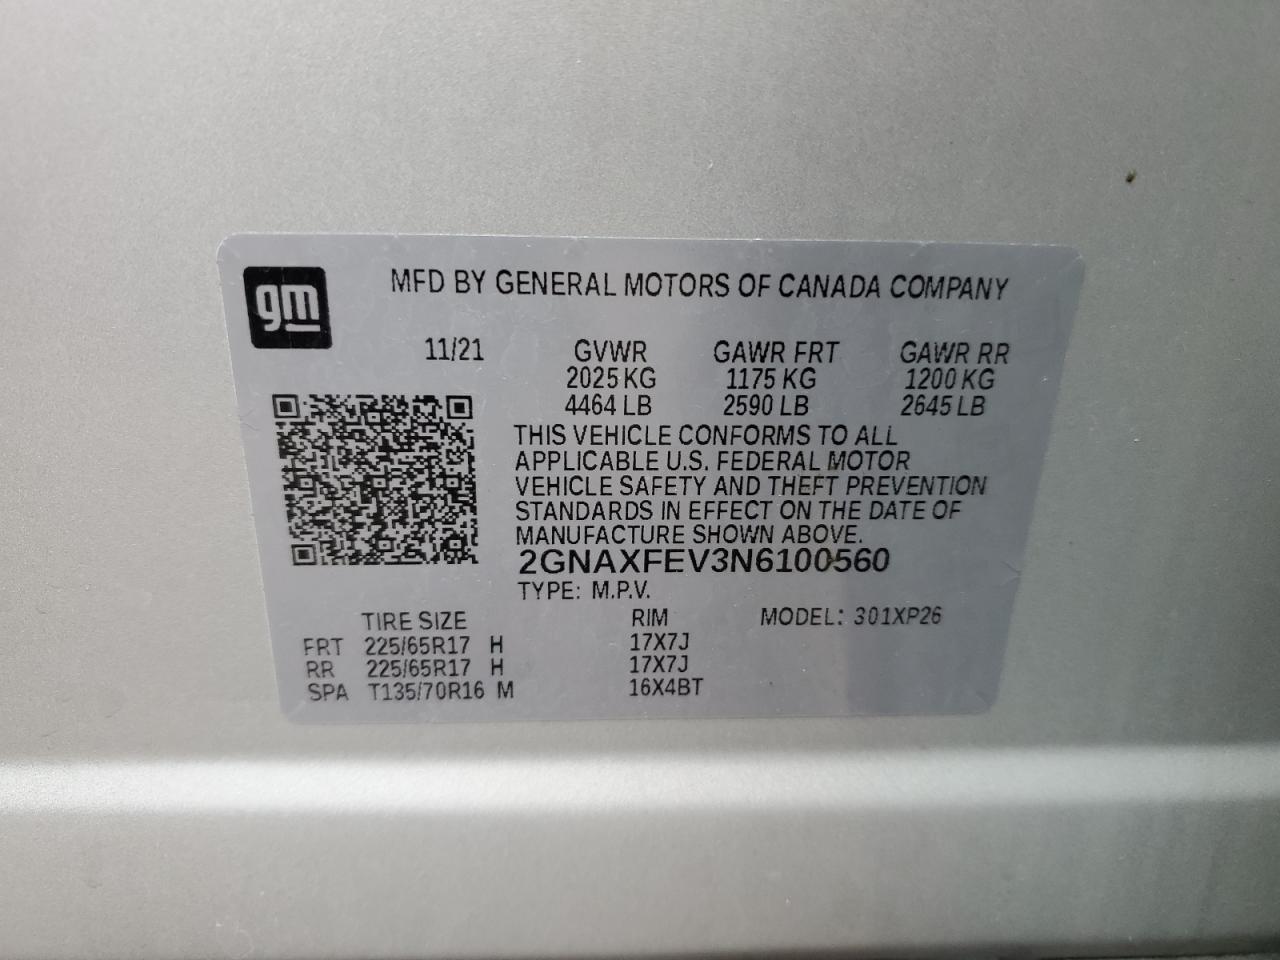 gm
MFD BY GENERAL MOTORS OF CANADA COMPANY
11/21 GVWR GAWR FRT GAWR RR
2025 KG 1175 KG 1200 KG
4464 LB 2590 LB 2645 LB
THIS VEHICLE CONFORMS TO ALL
APPLICABLE U.S. FEDERAL MOTOR
VEHICLE SAFETY AND THEFT PREVENTION
STANDARDS IN EFFECT ON THE DATE OF
MANUFACTURE SHOWN ABOVE.
2GNAXFEV3N6100560
TYPE: M.P.V.
TIRE SIZE RIM MODEL: 301XP26
FRT 225/65R17 H 17X7J
RR 225/65R17 H 17X7J
SPA T135/70R16 M 16X4BT